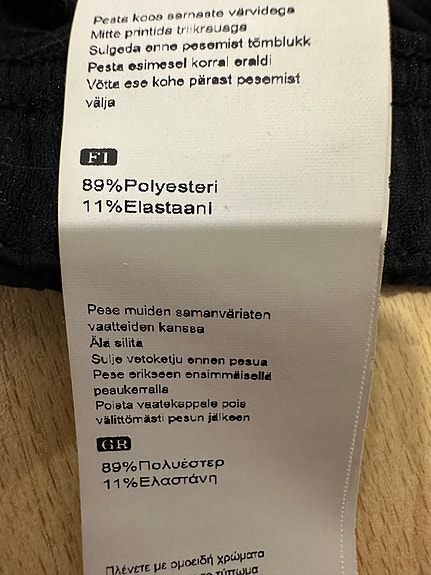 Pesta koos sarnaste värvidega
Mitte printida triikrauaga
Sulgeda enne pesemist tõmblukk
Pesta esimesel korral eraldi
Võtta ese kohe pärast pesemist
välja
FI
89%Polyesteri
11%Elastaani
Pese muiden samanväristen
vaatteiden kanssa
Älä silitä
Sulje vetoketju ennen pesua
Pese erikseen ensimmäisellä
pesukerralla
Poista vaatekappale pois
välittömästi pesun jälkeen
GR
89%Πολυέστερ
11%Ελαστάνη
Πλένετε με ομοειδή χρώματα
το τύπωμα